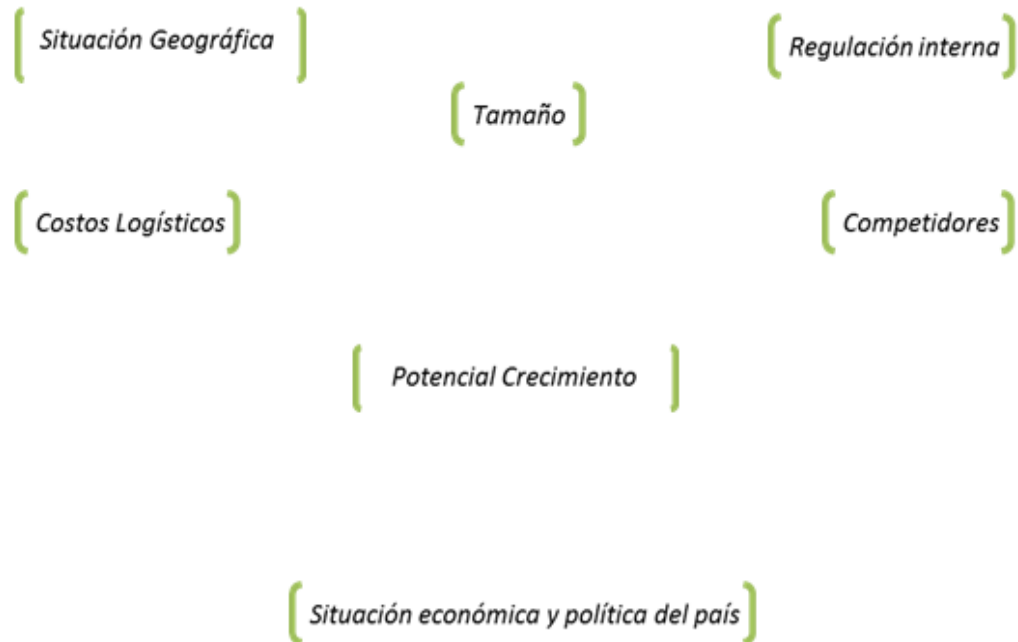 Situación Geográfica
Regulación interna
Tamaño
Costos Logísticos
Competidores
Potencial Crecimiento
Situación económica y política del país